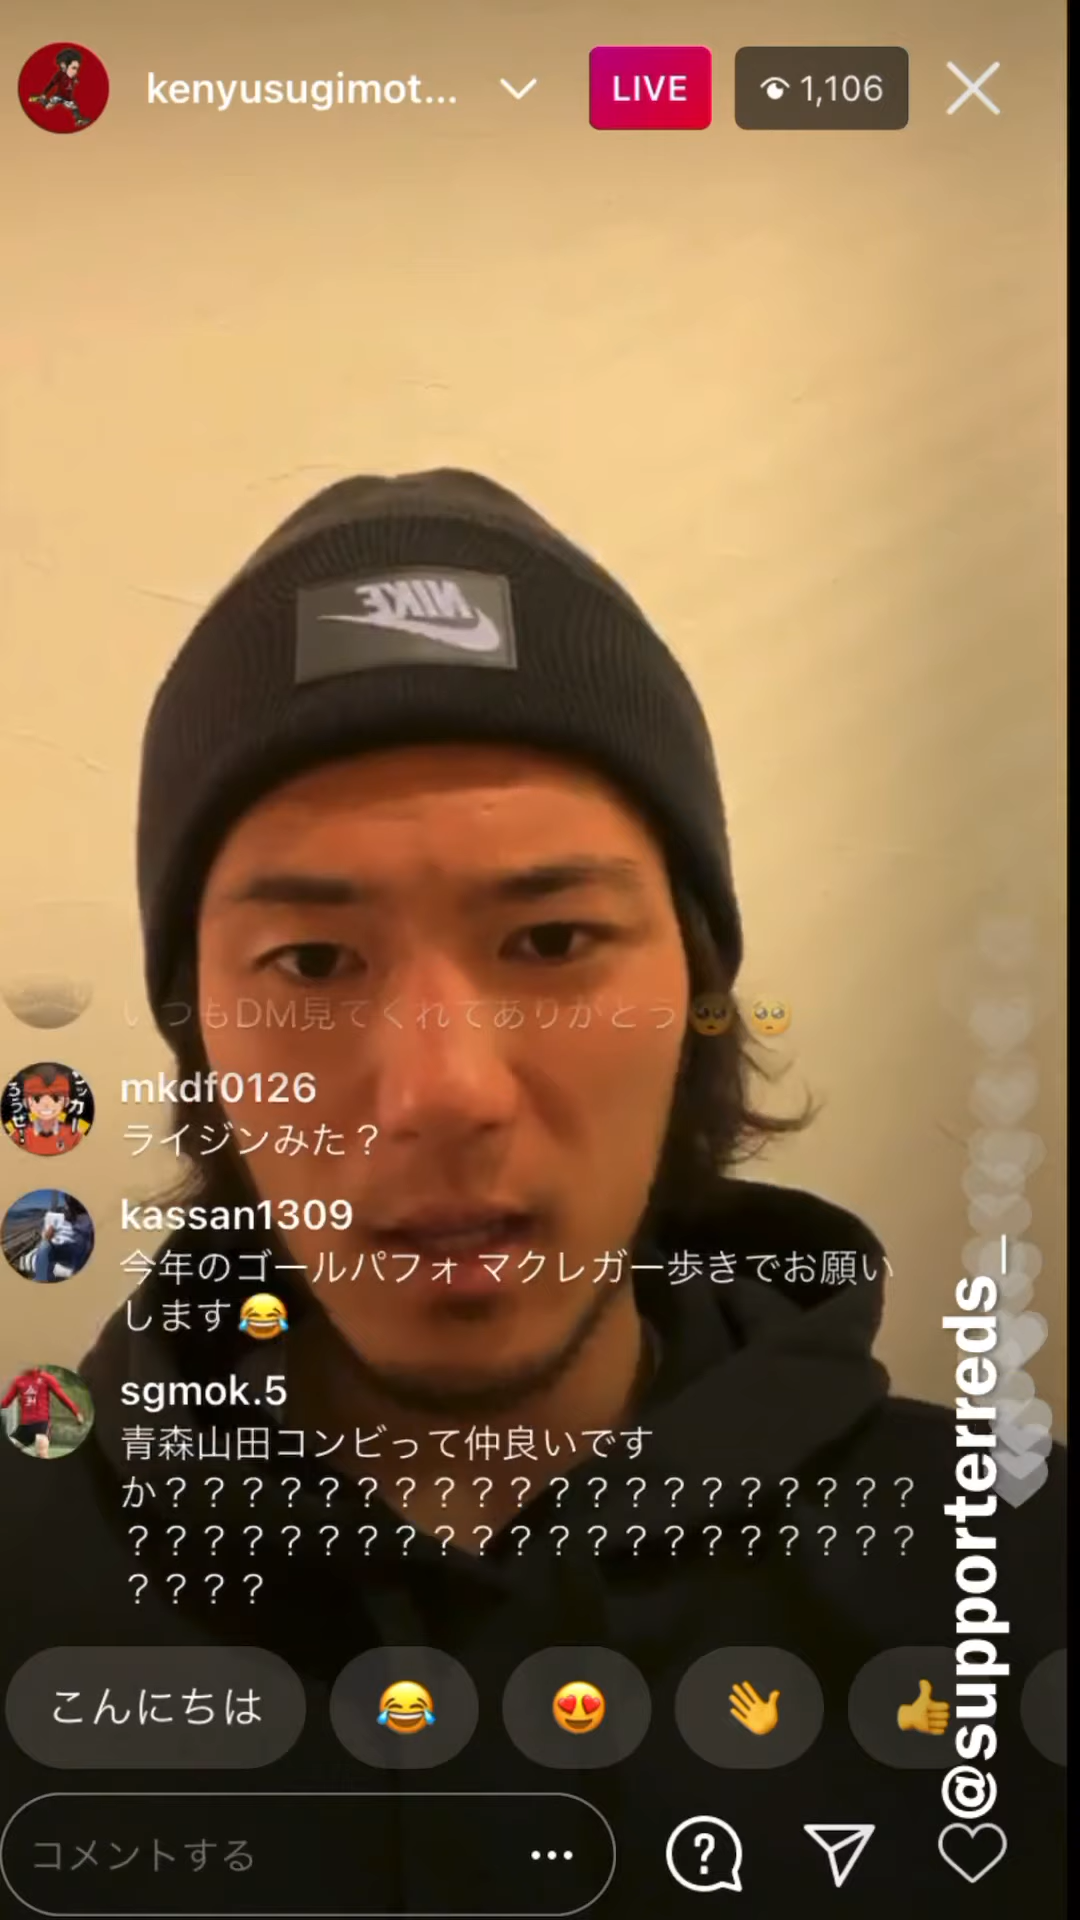 kenyusugimot...
LIVE
1,106
NIKE
いつもDM見てくれてありがとう🥺🥺
mkdf0126
ライジンみた？
kassan1309
今年のゴールパフォ マクレガー歩きでお願い
します😂
sgmok.5
青森山田コンビって仲良いです
か？？？？？？？？？？？？？？？？？？？？
？？？？？？？？？？？？？？？？？？？？？
？？？？
こんにちは
コメントする
@supporterreds_